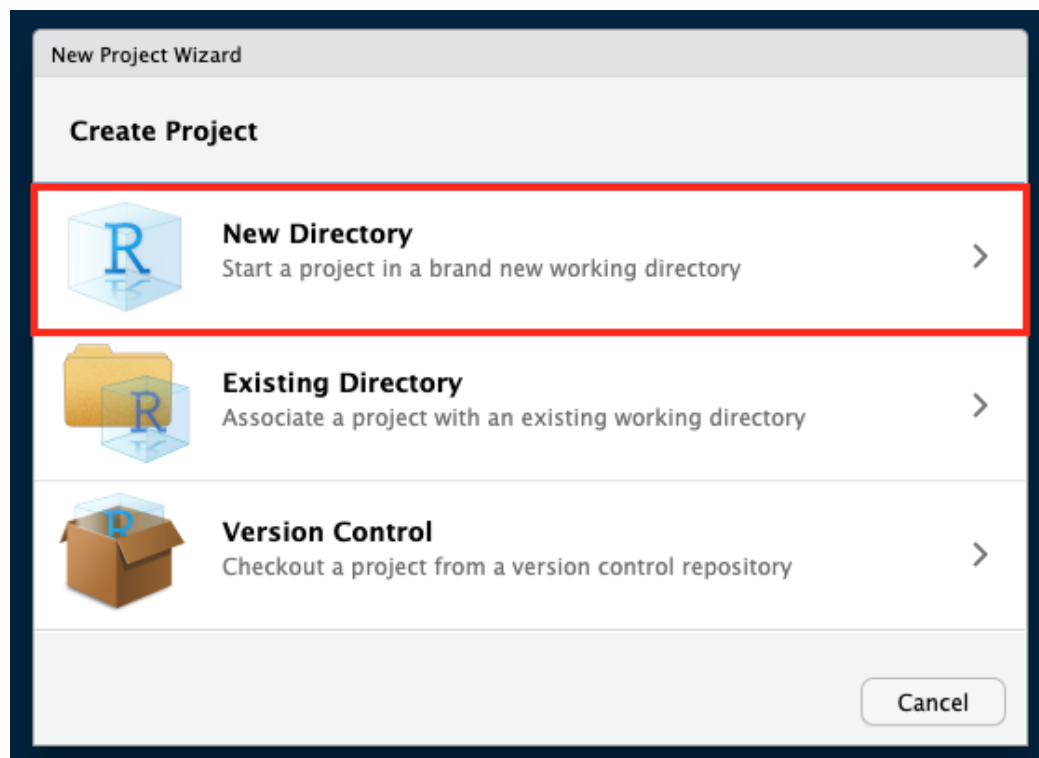 New Project Wizard
Create Project
R
New Directory
Start a project in a brand new working directory
R
Existing Directory
Associate a project with an existing working directory
R
Version Control
Checkout a project from a version control repository
Cancel